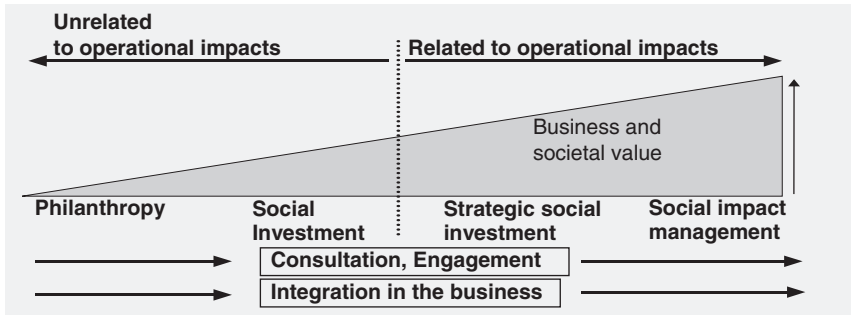 Unrelated
to operational impacts
Related to operational impacts
Business and
societal value
Philanthropy
Social
Investment
Strategic social
investment
Social impact
management
Consultation, Engagement
Integration in the business